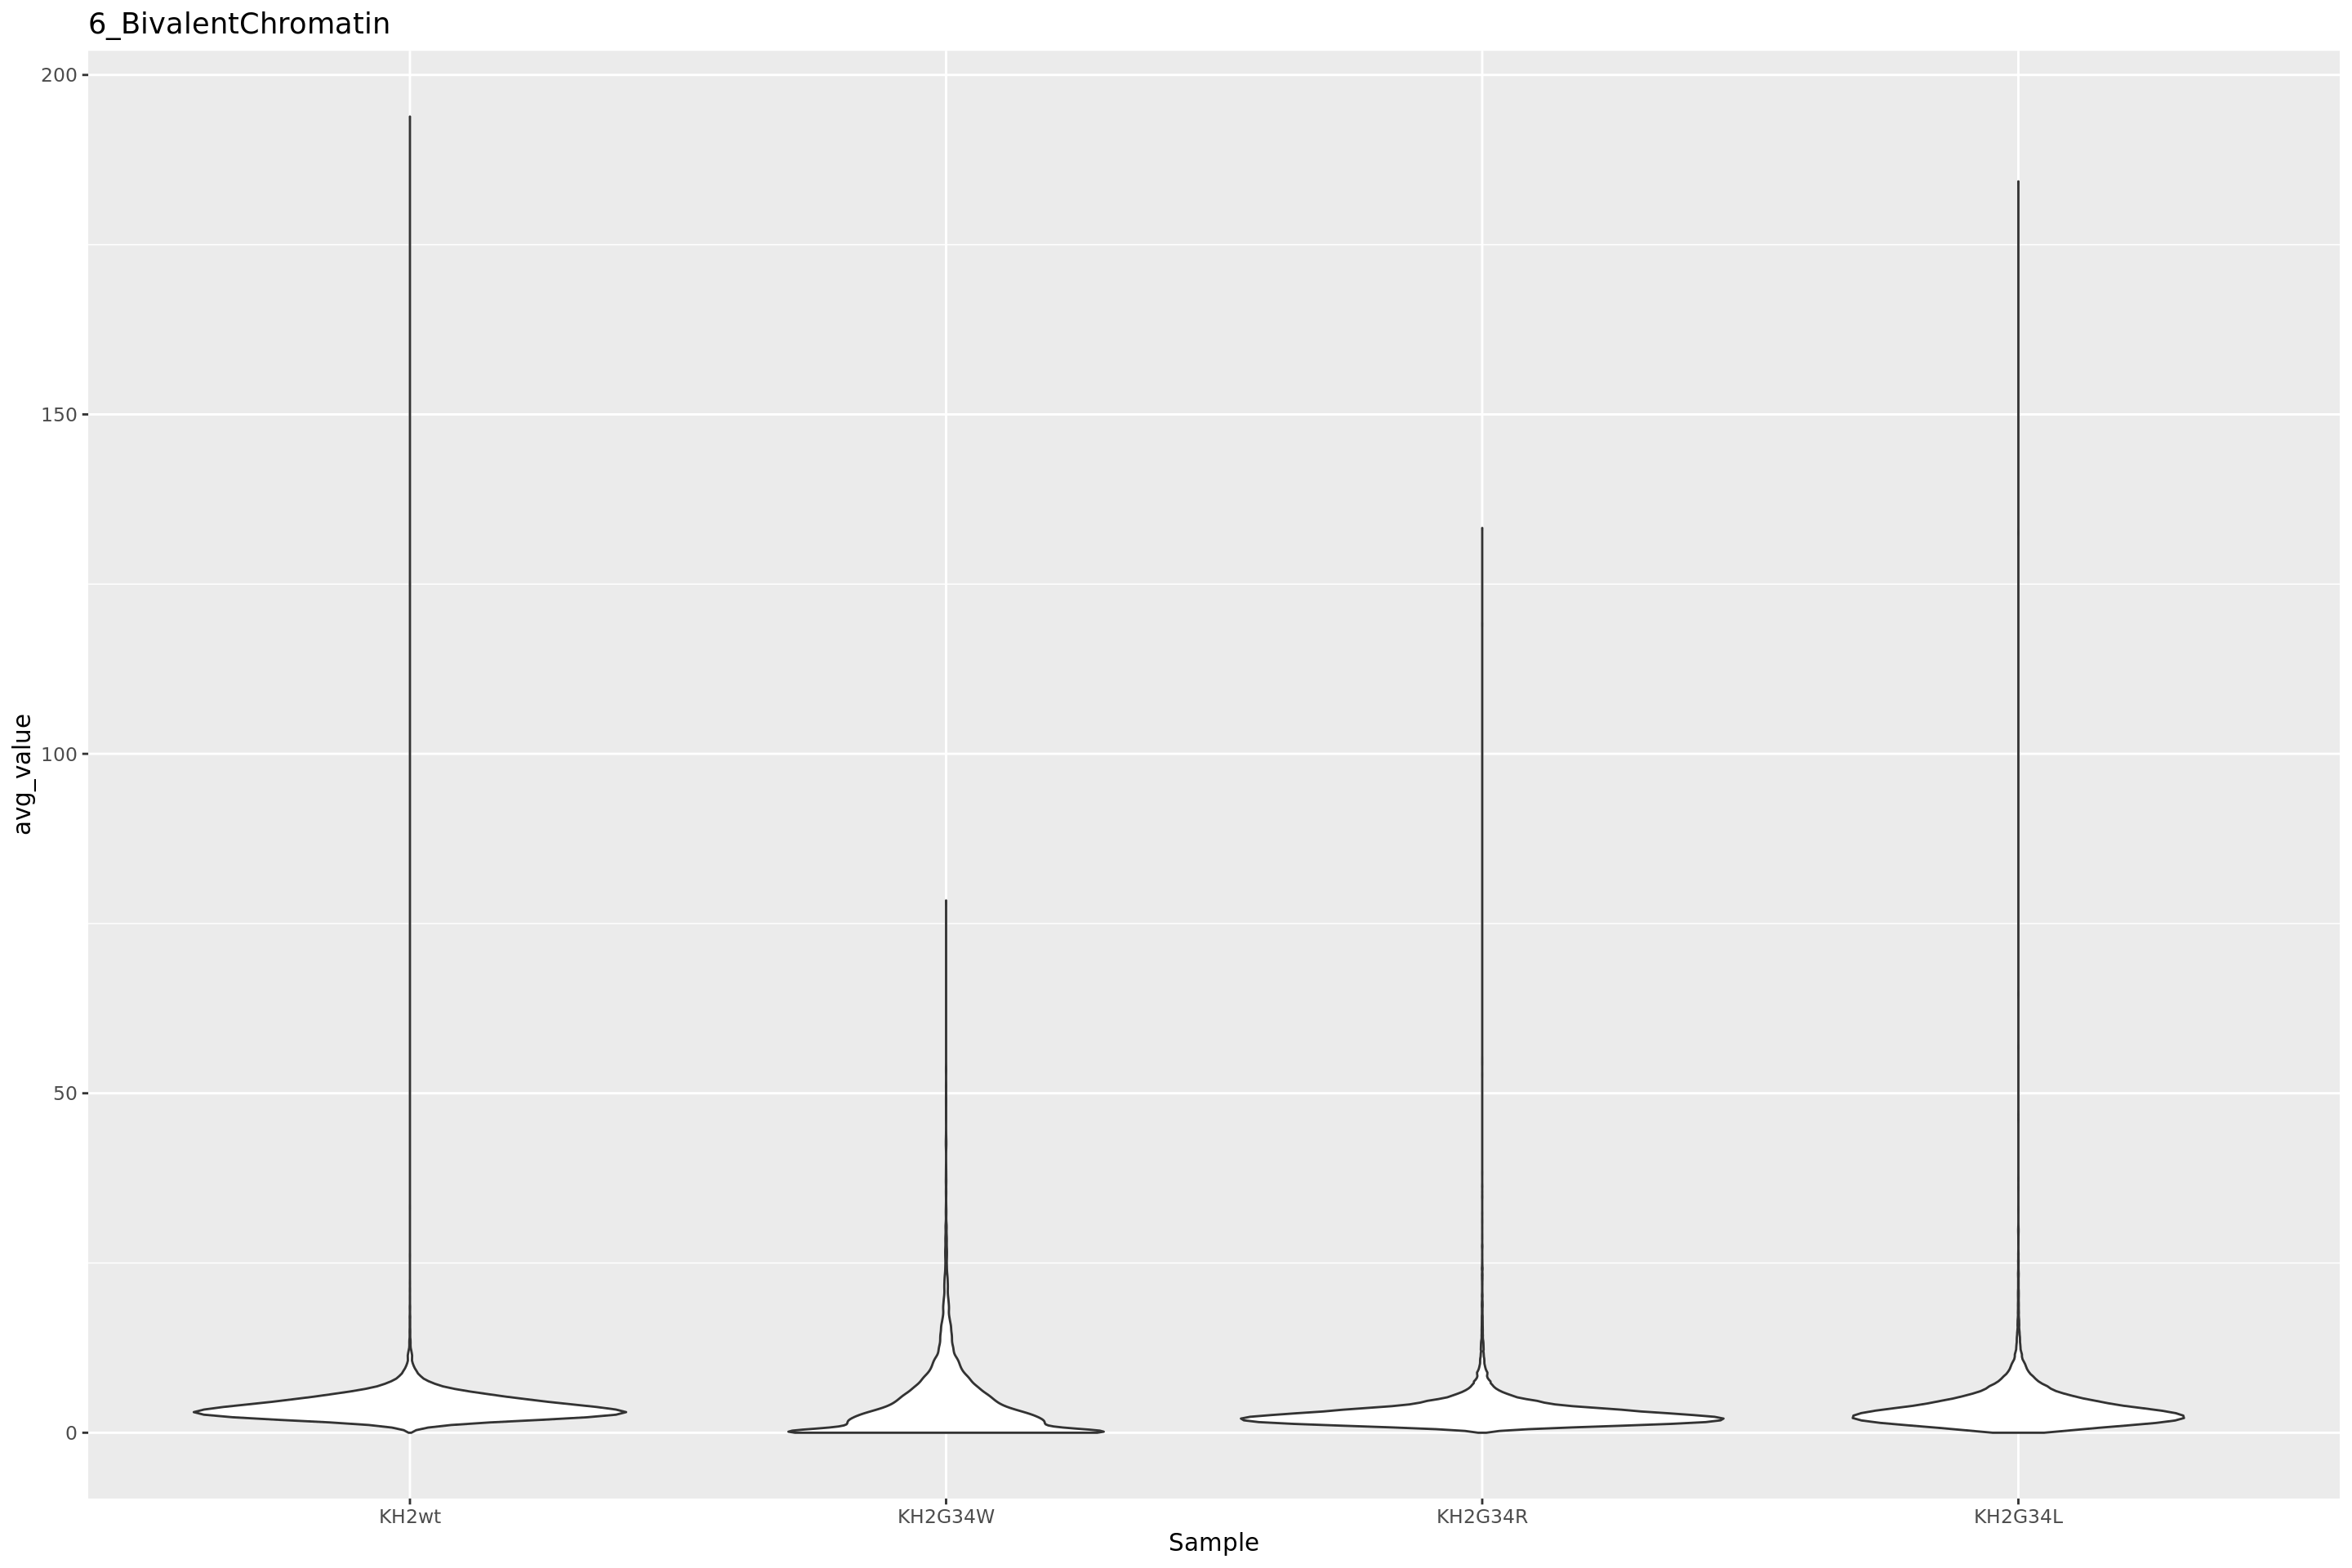 6_BivalentChromatin
200
150
100
50
0
avg_value
KH2wt
KH2G34W
KH2G34R
KH2G34L
Sample